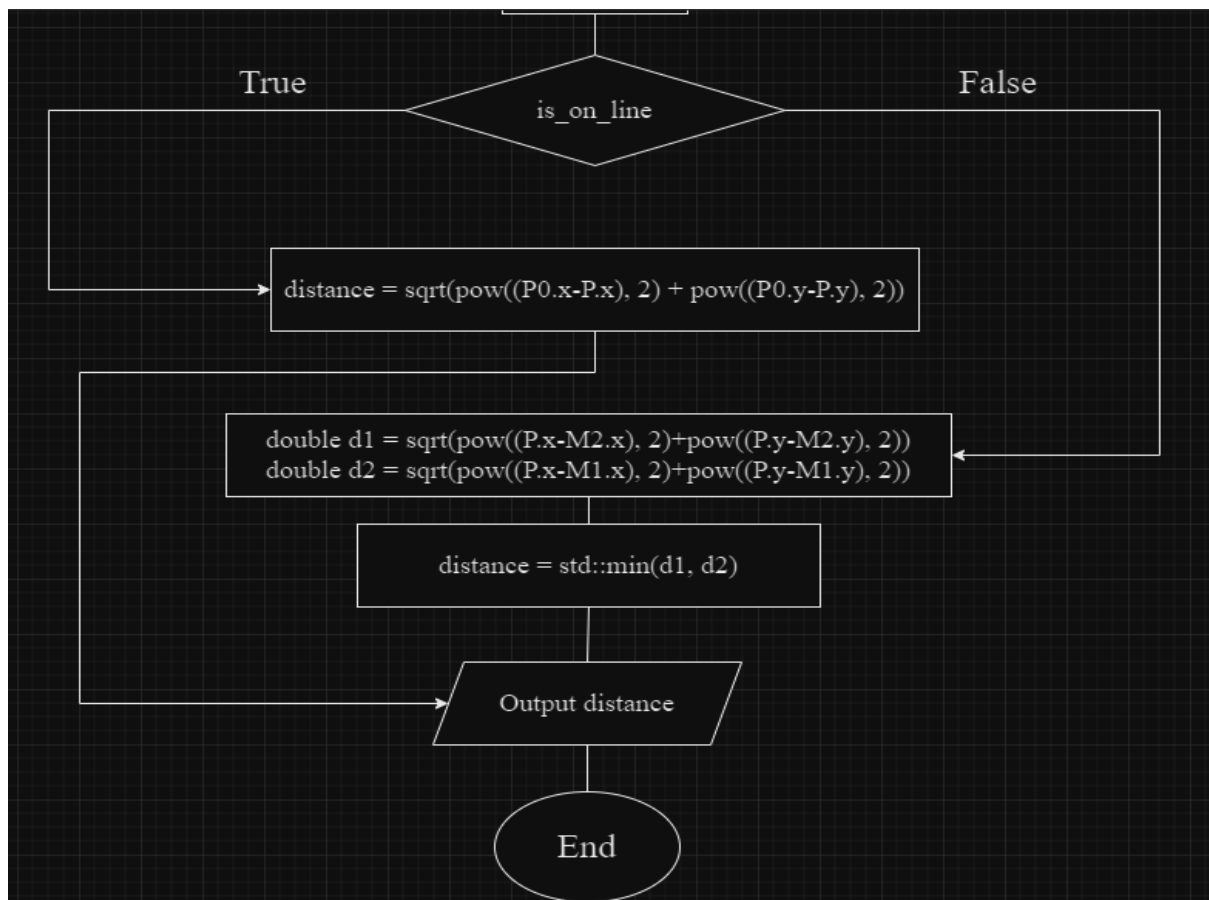 True
False
is_on_line
distance = sqrt(pow((P0.x-P.x), 2) + pow((P0.y-P.y), 2))
double d1 = sqrt(pow((P.x-M2.x), 2)+pow((P.y-M2.y), 2))
double d2 = sqrt(pow((P.x-M1.x), 2)+pow((P.y-M1.y), 2))
distance = std::min(d1, d2)
Output distance
End